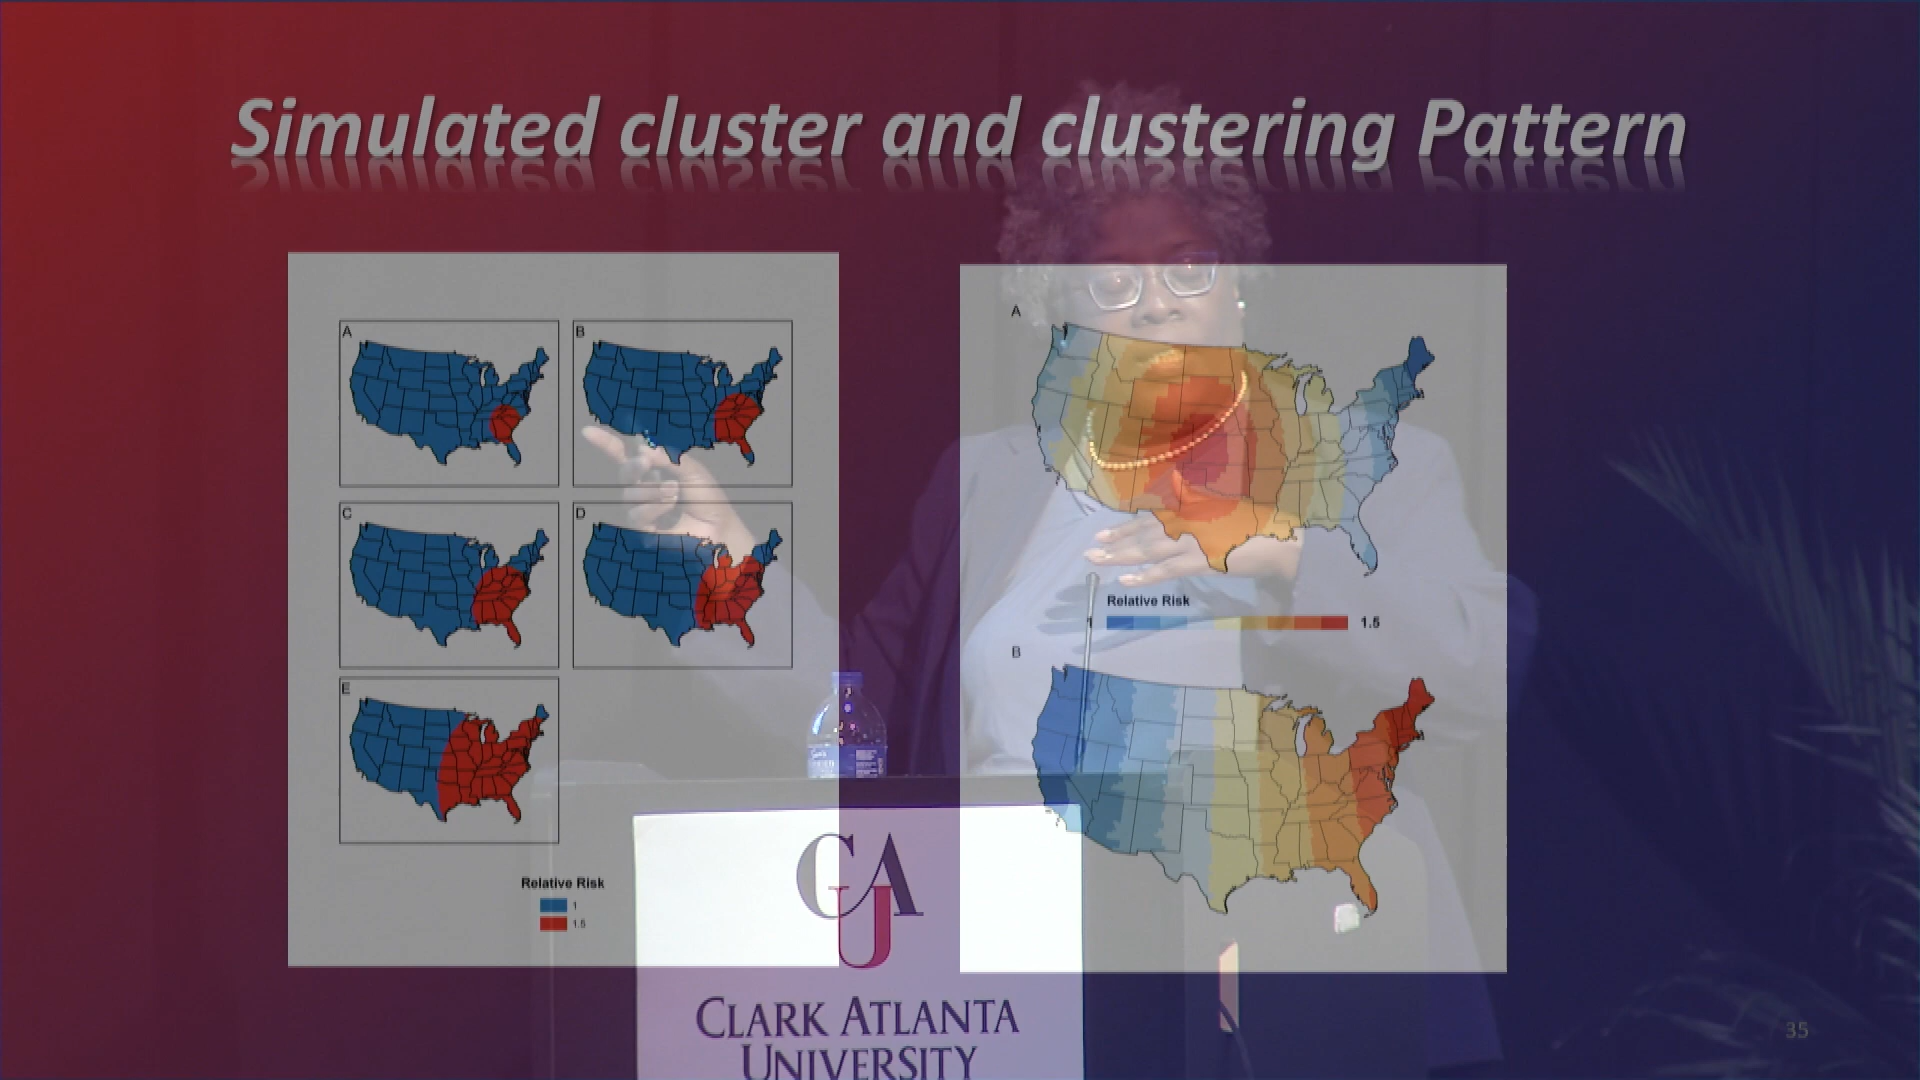 Simulated cluster and clustering Pattern
A
B
C
D
E
Relative Risk
1
1.5
A
Relative Risk
1
1.5
B
CAU
CLARK ATLANTA
UNIVERSITY
35